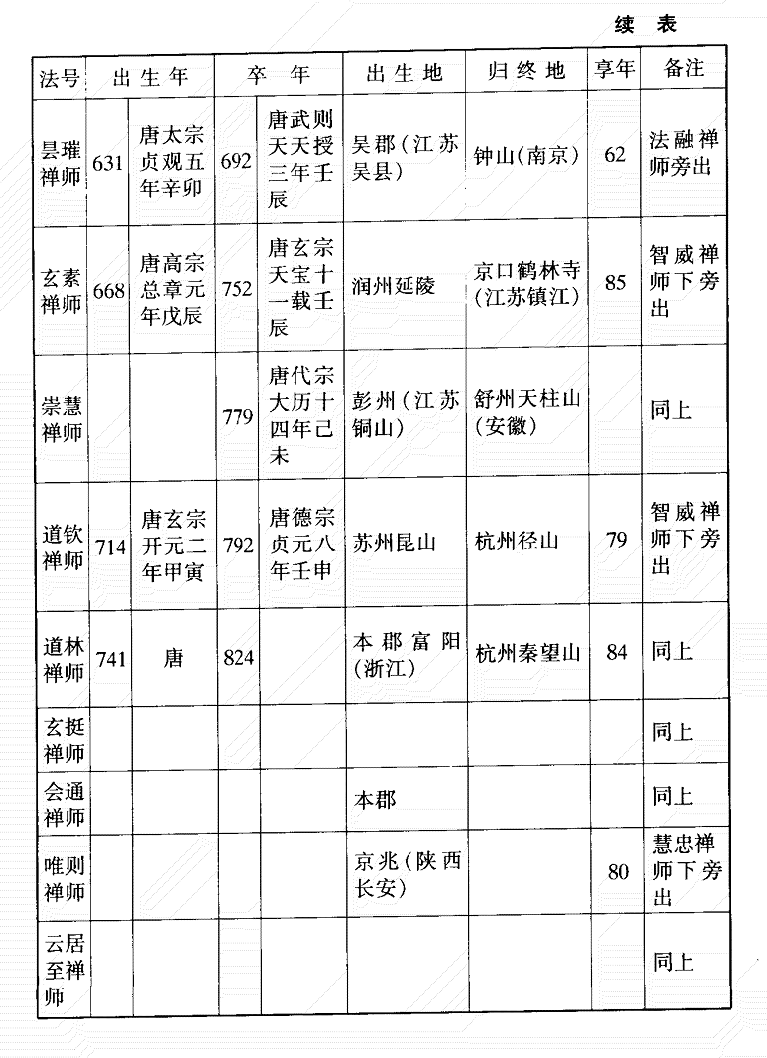 续 表
法号 出生年 卒 年 出生地 归终地 享年 备注
昙璀禅师 631 唐太宗贞观五年辛卯 692 唐武则天天授三年壬辰 吴郡(江苏吴县) 钟山(南京) 62 法融禅师旁出
玄素禅师 668 唐高宗总章元年戊辰 752 唐玄宗天宝十一载壬辰 润州延陵 京口鹤林寺(江苏镇江) 85 智威禅师下旁出
崇慧禅师 779 唐代宗大历十四年己未 彭州(江苏铜山) 舒州天柱山(安徽) 同上
道钦禅师 714 唐玄宗开元二年甲寅 792 唐德宗贞元八年壬申 苏州昆山 杭州径山 79 智威禅师下旁出
道林禅师 741 唐 824 本郡富阳(浙江) 杭州秦望山 84 同上
玄挺禅师 同上
会通禅师 本郡 同上
唯则禅师 京兆(陕西长安) 80 慧忠禅师下旁出
云居至禅师 同上